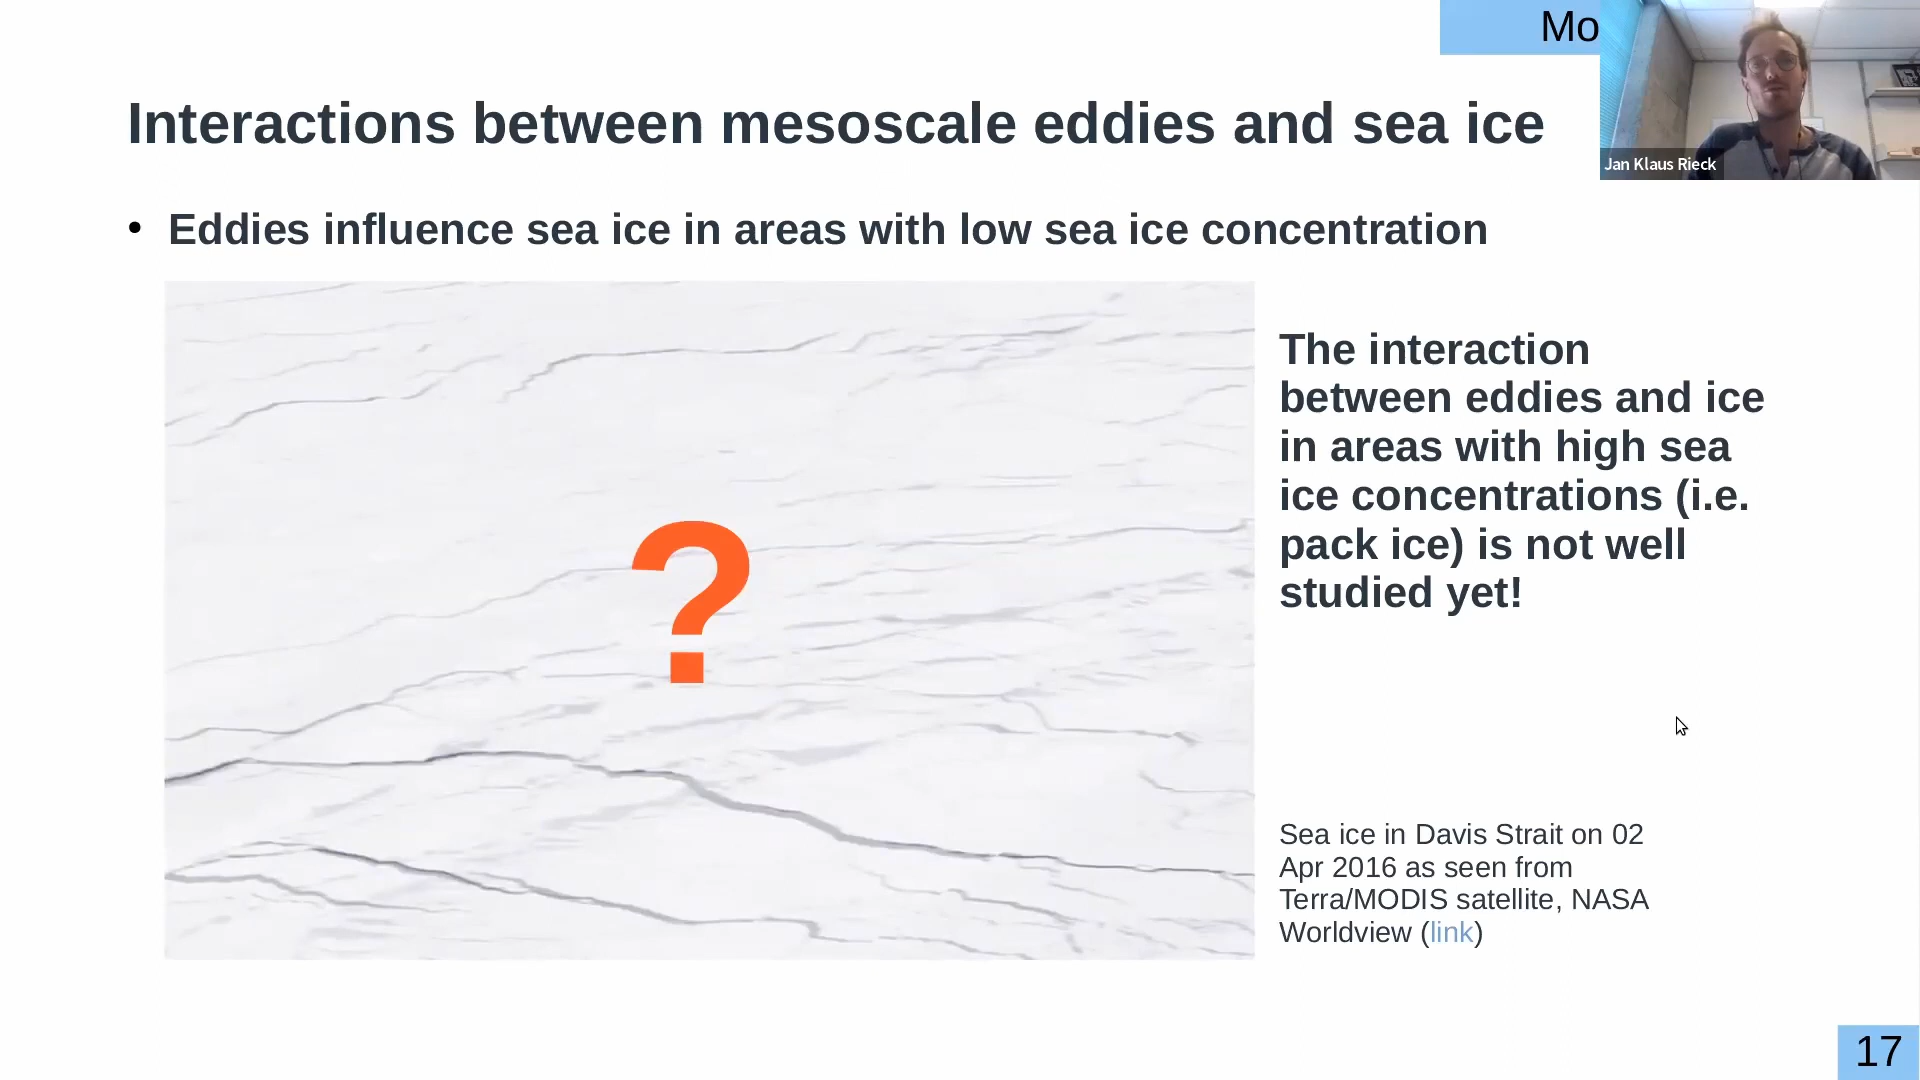 Mo
Jan Klaus Rieck
Interactions between mesoscale eddies and sea ice
• Eddies influence sea ice in areas with low sea ice concentration
?
The interaction
between eddies and ice
in areas with high sea
ice concentrations (i.e.
pack ice) is not well
studied yet!
Sea ice in Davis Strait on 02
Apr 2016 as seen from
Terra/MODIS satellite, NASA
Worldview (link)
17